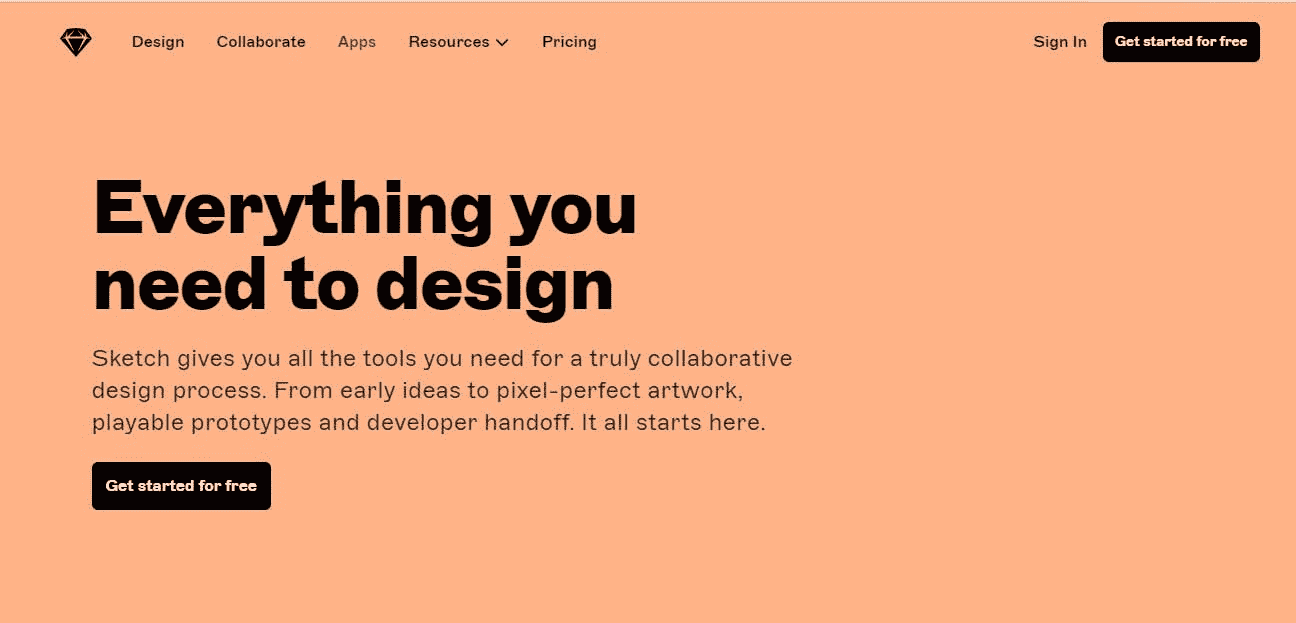 Design Collaborate Apps Resources Pricing Sign In Get started for free
Everything you
need to design
Sketch gives you all the tools you need for a truly collaborative
design process. From early ideas to pixel-perfect artwork,
playable prototypes and developer handoff. It all starts here.
Get started for free